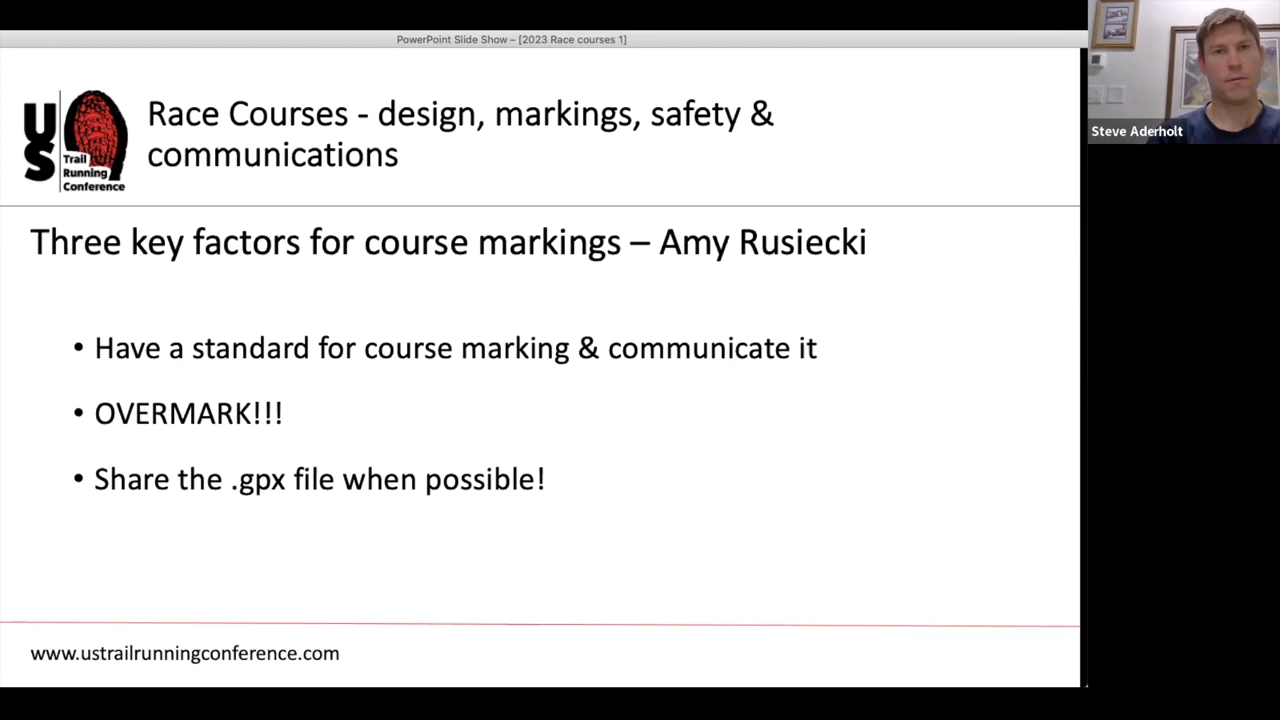 PowerPoint Slide Show – [2023 Race courses 1]
US
Trail
Running
Conference
Race Courses - design, markings, safety &
communications
Steve Aderholt
Three key factors for course markings – Amy Rusiecki
• Have a standard for course marking & communicate it
• OVERMARK!!!
• Share the .gpx file when possible!
www.ustrailrunningconference.com